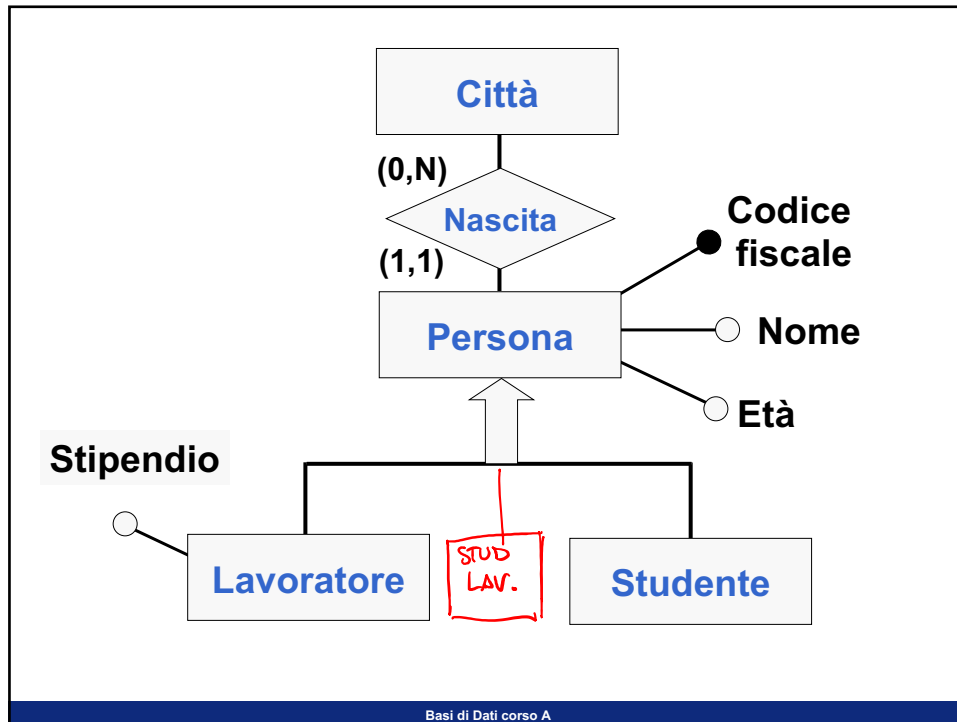 Città
(0,N)
Nascita
(1,1)
Codice
fiscale
Persona
Nome
Età
Stipendio
Lavoratore
STUD
LAV.
Studente
Basi di Dati corso A